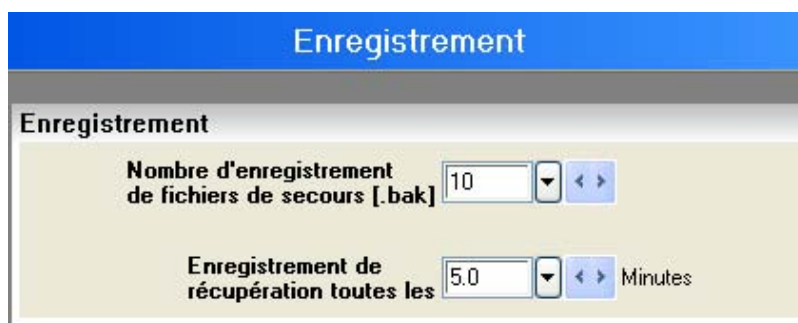 Enregistrement
Enregistrement
Nombre d'enregistrement
de fichiers de secours [.bak]
10
Enregistrement de
récupération toutes les
5.0
Minutes